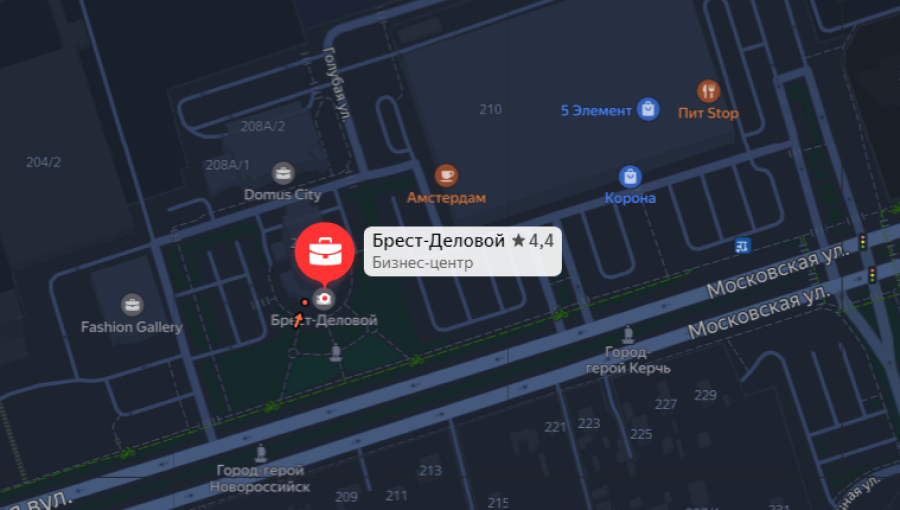 Голубая ул.
210
5 Элемент
Пит Stop
208А/2
204/2
208А/1
Domus City
Амстердам
Корона
Брест-Деловой ★ 4,4
Бизнес-центр
Московская ул.
Московская ул.
Fashion Gallery
Брест-Деловой
Город-
герой Керчь
229
227
221
223
225
Город-герой
Новороссийск
213
209
211
215
вул.
ул.